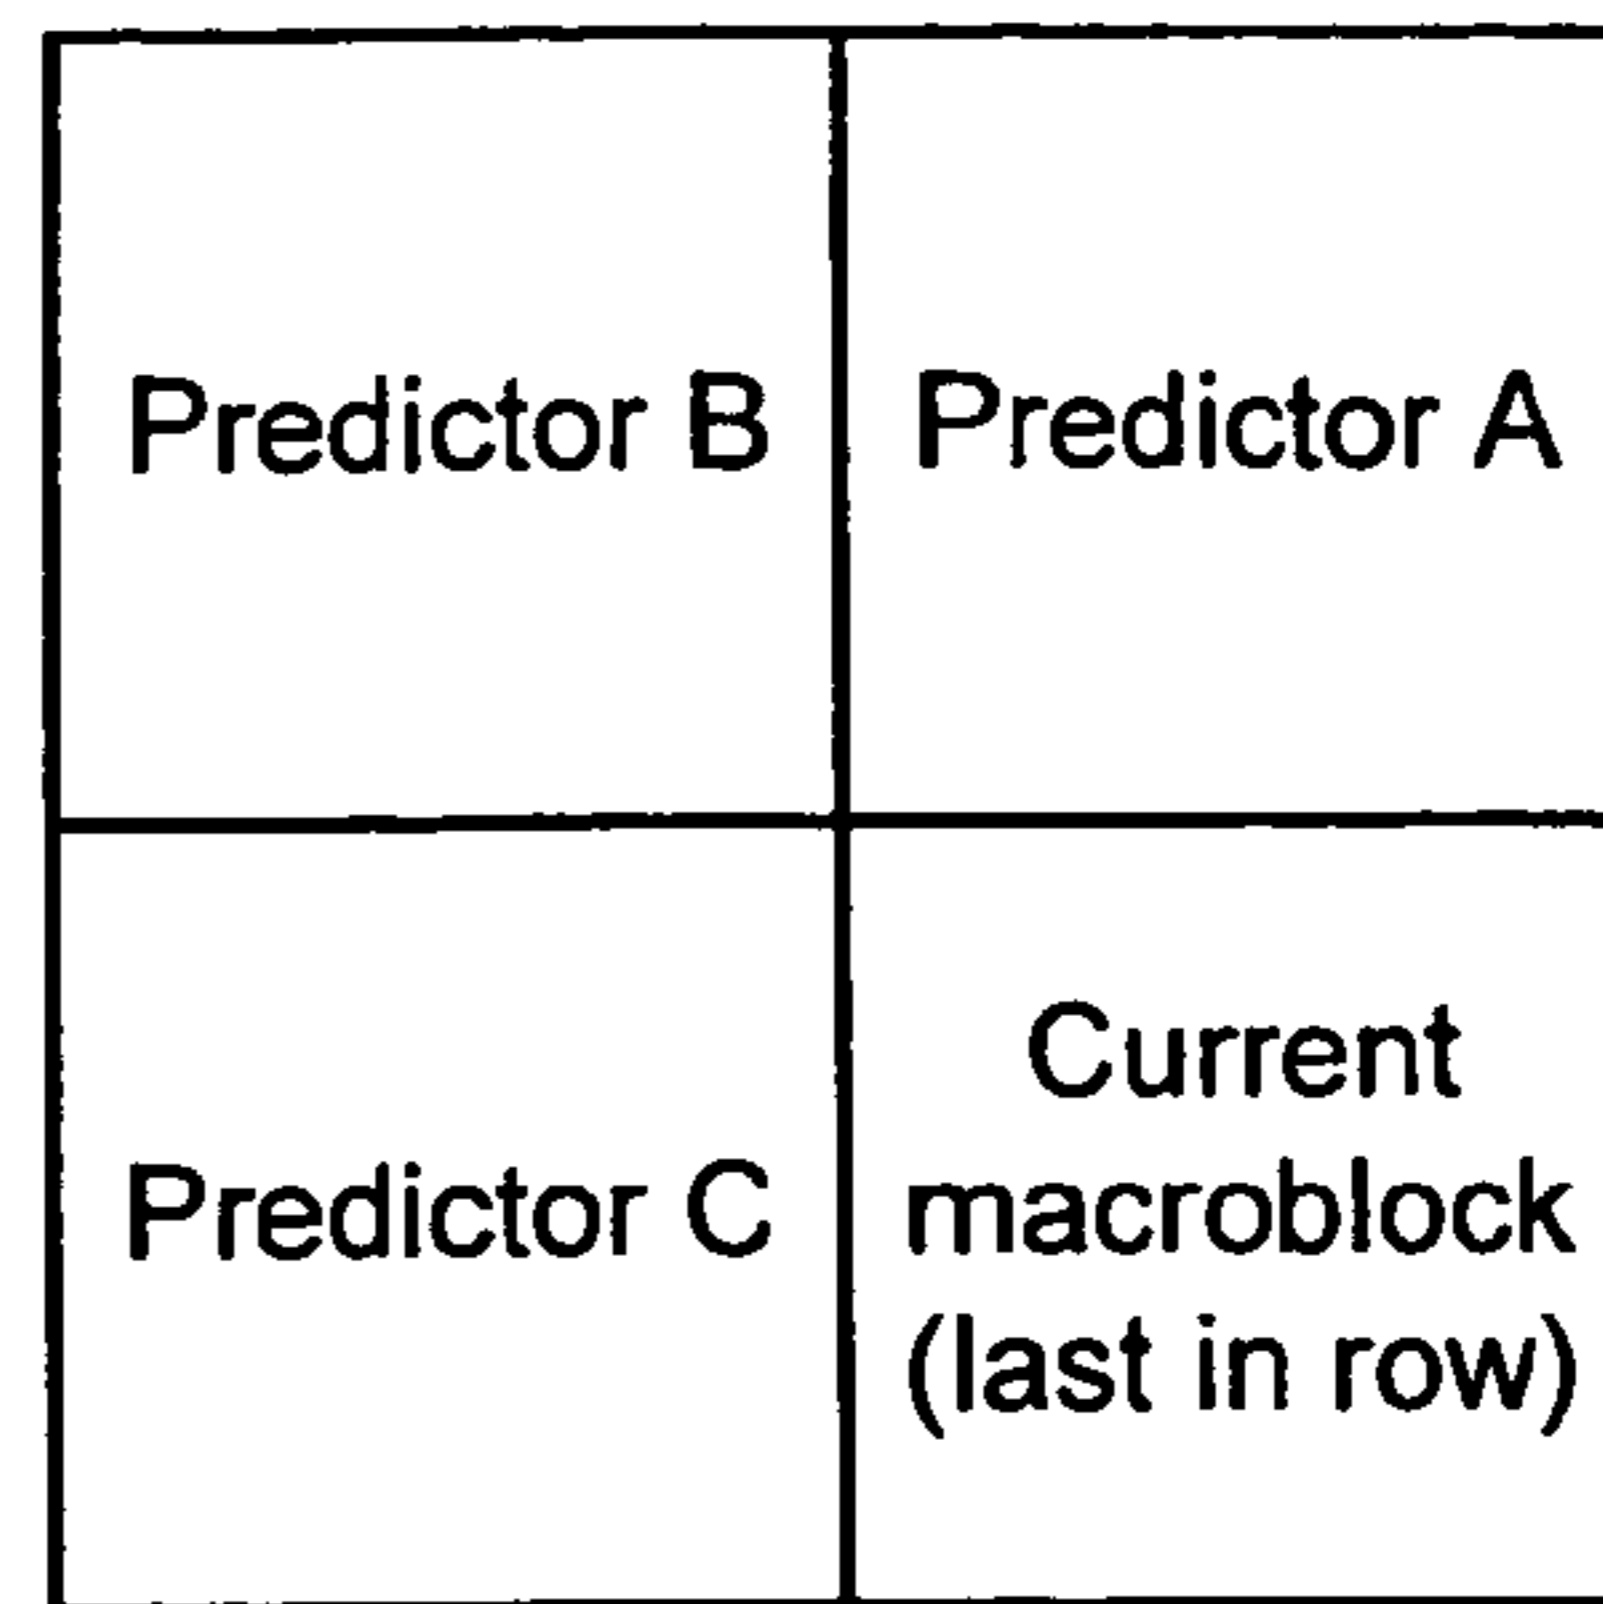 Predictor B
Predictor A
Predictor C
Current
macroblock
(last in row)